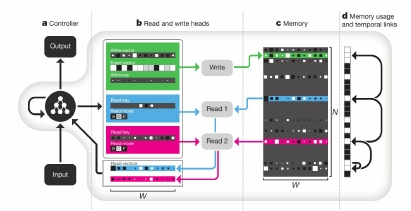 a Controller
b Read and write heads
c Memory
d Memory usage
and temporal links
Output
Input
Write vector
Erase vector
Write key
Write
Read key
Read mode
B C F
Read 1
Read key
Read mode
B C F
Read 2
Read vectors
W
N
W